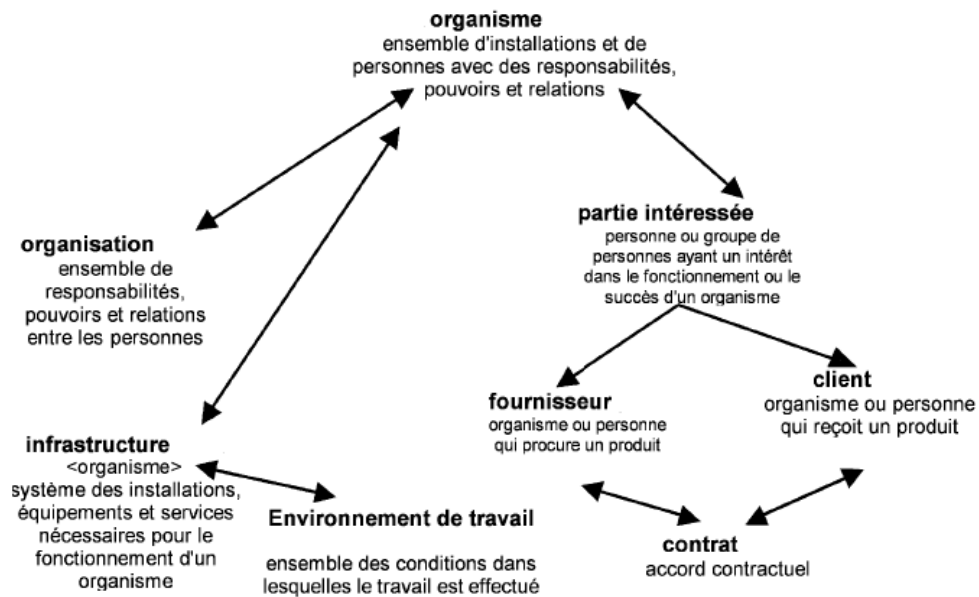 organisme
ensemble d'installations et de
personnes avec des responsabilités,
pouvoirs et relations
organisation
ensemble de
responsabilités,
pouvoirs et relations
entre les personnes
partie intéressée
personne ou groupe de
personnes ayant un intérêt
dans le fonctionnement ou le
succès d'un organisme
infrastructure
<organisme>
système des installations,
équipements et services
nécessaires pour le
fonctionnement d'un
organisme
Environnement de travail
ensemble des conditions dans
lesquelles le travail est effectué
fournisseur
organisme ou personne
qui procure un produit
client
organisme ou personne
qui reçoit un produit
contrat
accord contractuel